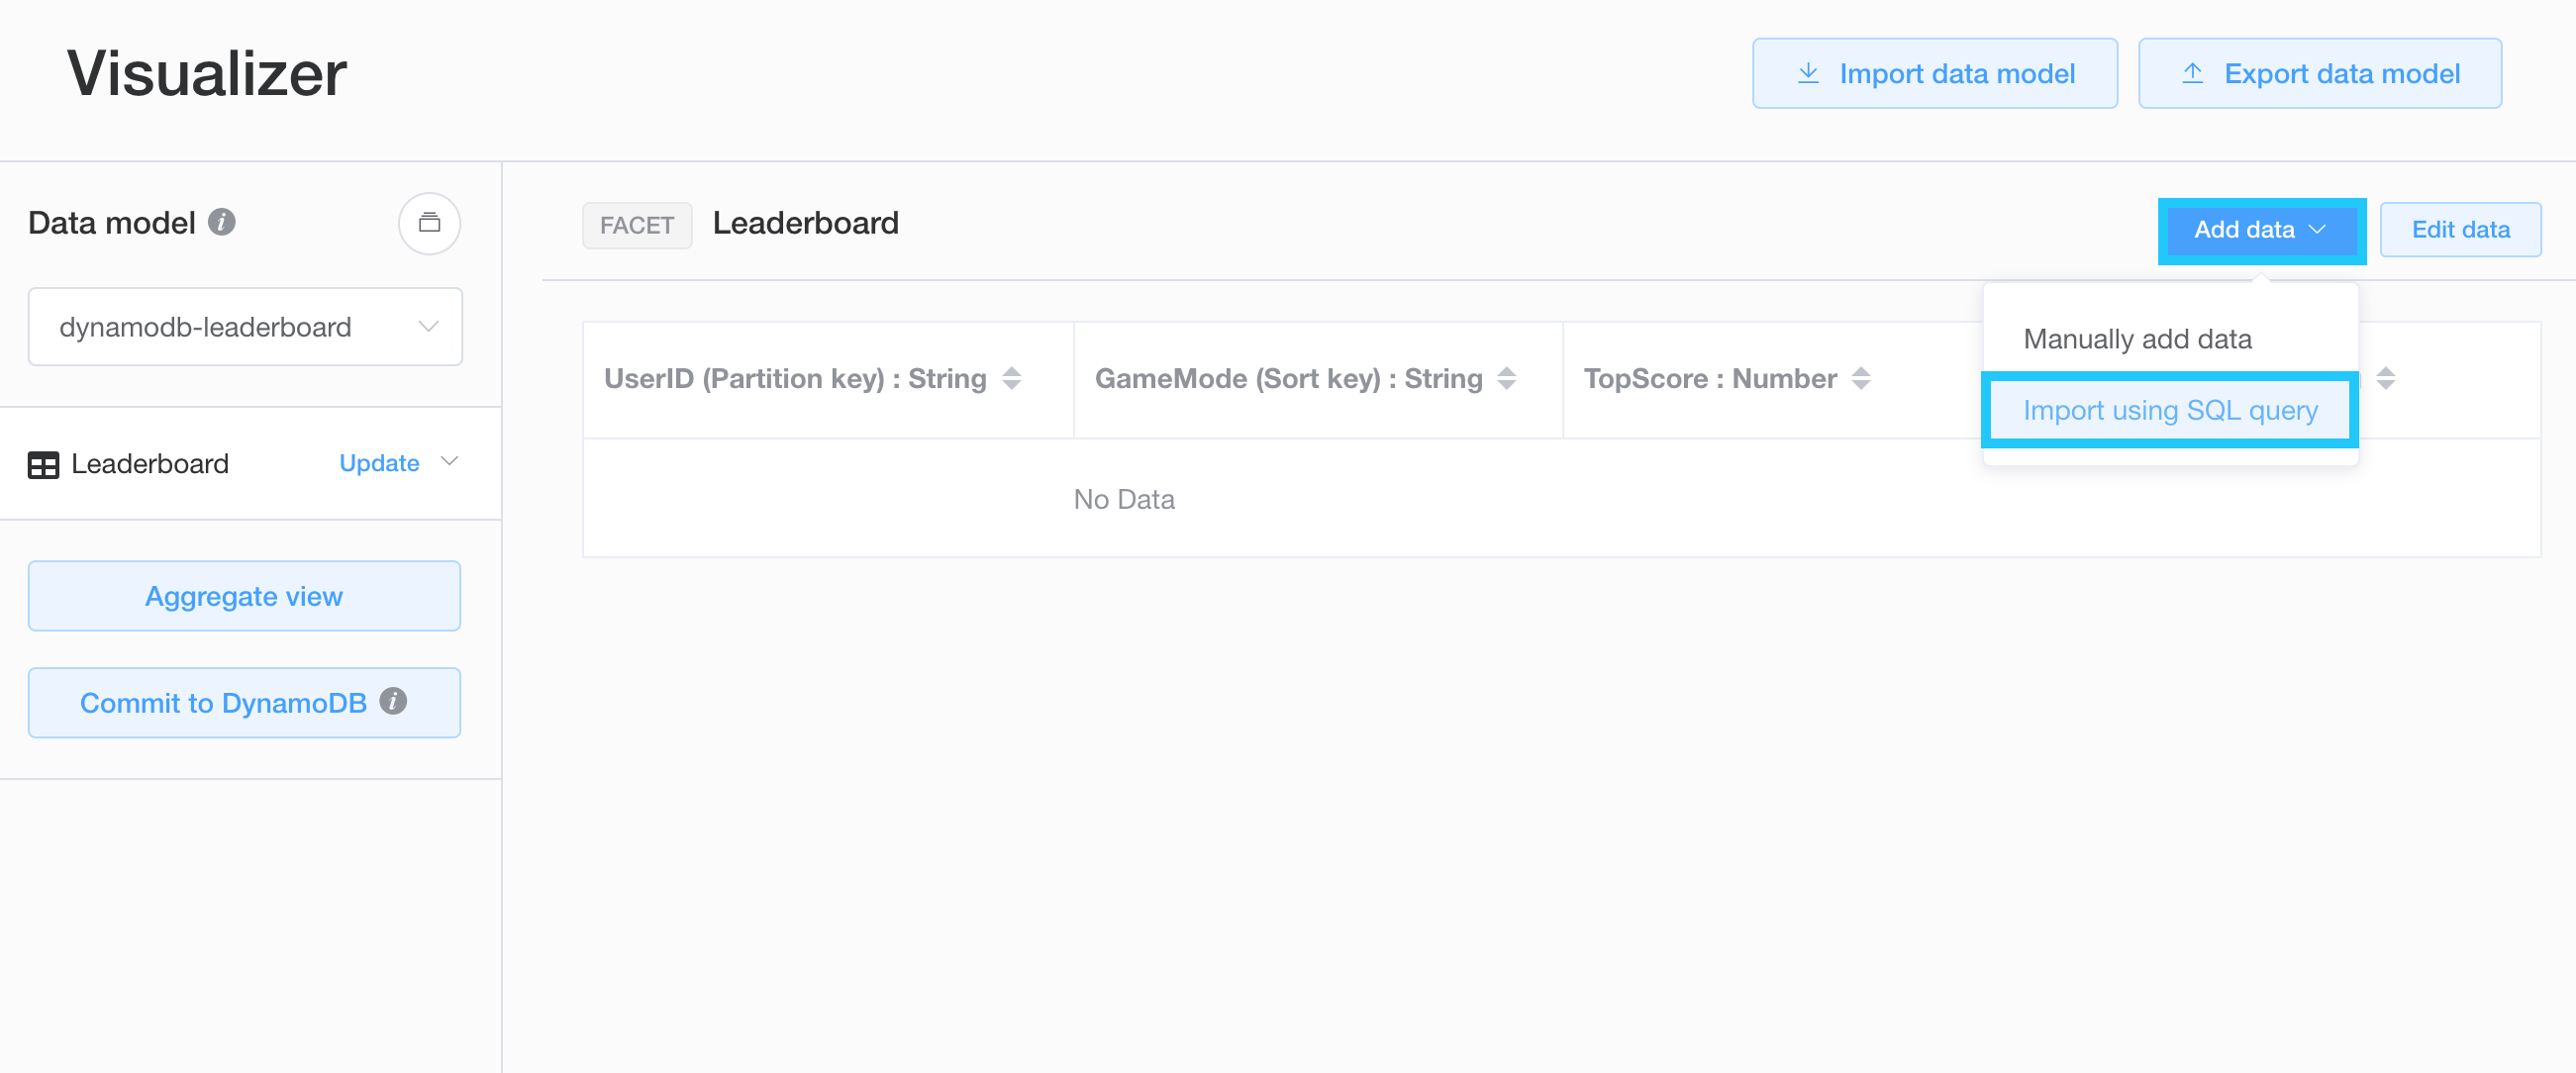 Visualizer
Import data model
Export data model
Data model
dynamodb-leaderboard
Leaderboard
Update
Aggregate view
Commit to DynamoDB
FACET
Leaderboard
Add data
Edit data
Manually add data
Import using SQL query
UserID (Partition key) : String
GameMode (Sort key) : String
TopScore : Number
No Data